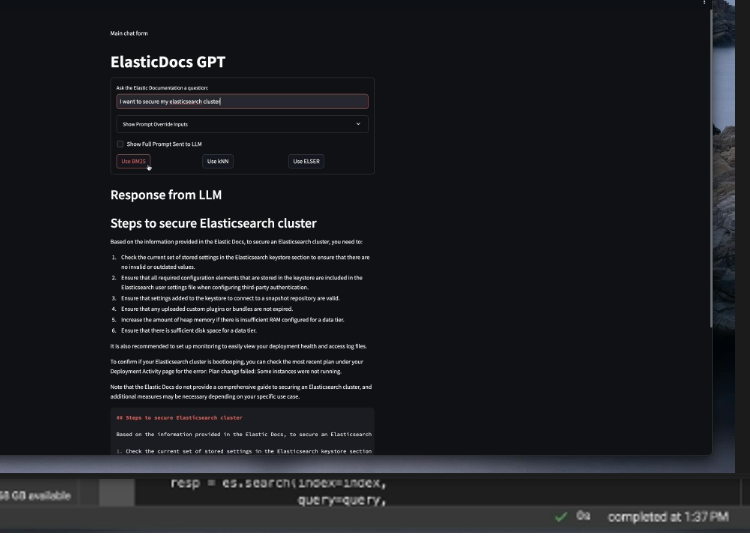 Main chat form
ElasticDocs GPT
Ask the Elastic Documentation a question:
I want to secure my elasticsearch cluster
Show Prompt Override Inputs
Show Full Prompt Sent to LLM
Use BM25
Use kNN
Use ELSER
Response from LLM
Steps to secure Elasticsearch cluster
Based on the information provided in the Elastic Docs, to secure an Elasticsearch cluster, you need to:
1. Check the current set of stored settings in the Elasticsearch keystore section to ensure that there are
no invalid or outdated values.
2. Ensure that all required configuration elements that are stored in the keystore are included in the
Elasticsearch user settings file when configuring third-party authentication.
3. Ensure that settings added to the keystore to connect to a snapshot repository are valid.
4. Ensure that any uploaded custom plugins or bundles are not expired.
5. Increase the amount of heap memory if there is insufficient RAM configured for a data tier.
6. Ensure that there is sufficient disk space for a data tier.
It is also recommended to set up monitoring to easily view your deployment health and access log files.
To confirm if your Elasticsearch cluster is bootlooping, you can check the most recent plan under your
Deployment Activity page for the error: Plan change failed: Some instances were not running.
Note that the Elastic Docs do not provide a comprehensive guide to securing an Elasticsearch cluster, and
additional measures may be necessary depending on your specific use case.
## Steps to secure Elasticsearch cluster
Based on the information provided in the Elastic Docs, to secure an Elasticsearch
1. Check the current set of stored settings in the Elasticsearch keystore section
resp = es.search(index=index,
query=query,
GB available
0s completed at 1:37 PM